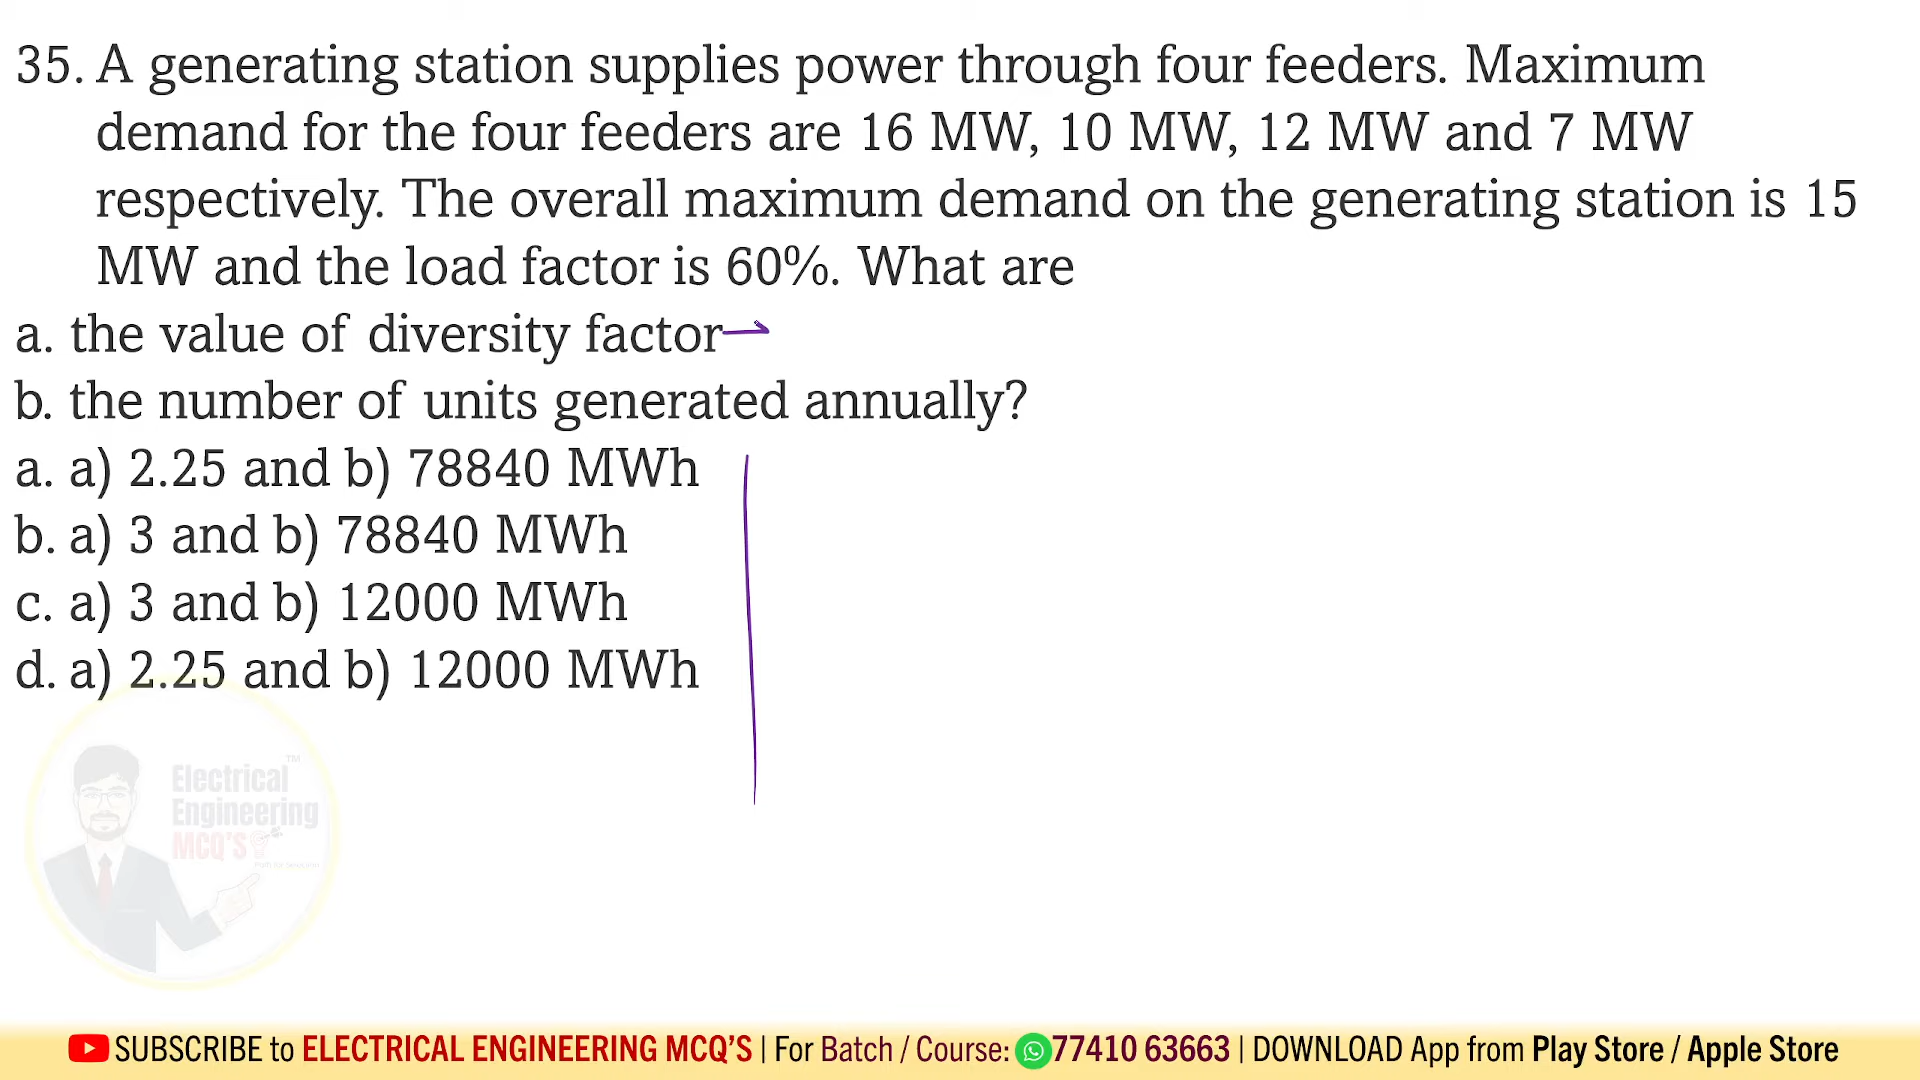 35. A generating station supplies power through four feeders. Maximum
demand for the four feeders are 16 MW, 10 MW, 12 MW and 7 MW
respectively. The overall maximum demand on the generating station is 15
MW and the load factor is 60%. What are
a. the value of diversity factor
b. the number of units generated annually?
a. a) 2.25 and b) 78840 MWh
b. a) 3 and b) 78840 MWh
c. a) 3 and b) 12000 MWh
d. a) 2.25 and b) 12000 MWh
Electrical™
Engineering
MCQ'S
SUBSCRIBE to ELECTRICAL ENGINEERING MCQ'S | For Batch / Course: 77410 63663 | DOWNLOAD App from Play Store / Apple Store